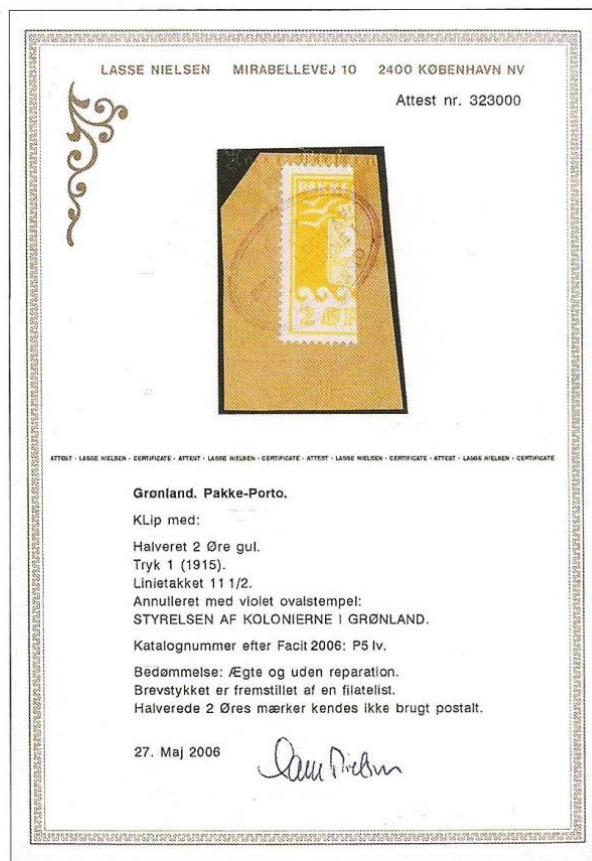 LASSE NIELSEN MIRABELLEVEJ 10 2400 KØBENHAVN NV
Attest nr. 323000
PAKKE
2 ØR
ATTEST - LASSE NIELSEN - CERTIFICATE - ATTEST - LASSE NIELSEN - CERTIFICATE - ATTEST - LASSE NIELSEN - CERTIFICATE - ATTEST - LASSE NIELSEN - CERTIFICATE
Grønland. Pakke-Porto.
KLip med:
Halveret 2 Øre gul.
Tryk 1 (1915).
Linietakket 11 1/2.
Annulleret med violet ovalstempel:
STYRELSEN AF KOLONIERNE I GRØNLAND.
Katalognummer efter Facit 2006: P5 Iv.
Bedømmelse: Ægte og uden reparation.
Brevstykket er fremstillet af en filatelist.
Halverede 2 Øres mærker kendes ikke brugt postalt.
27. Maj 2006